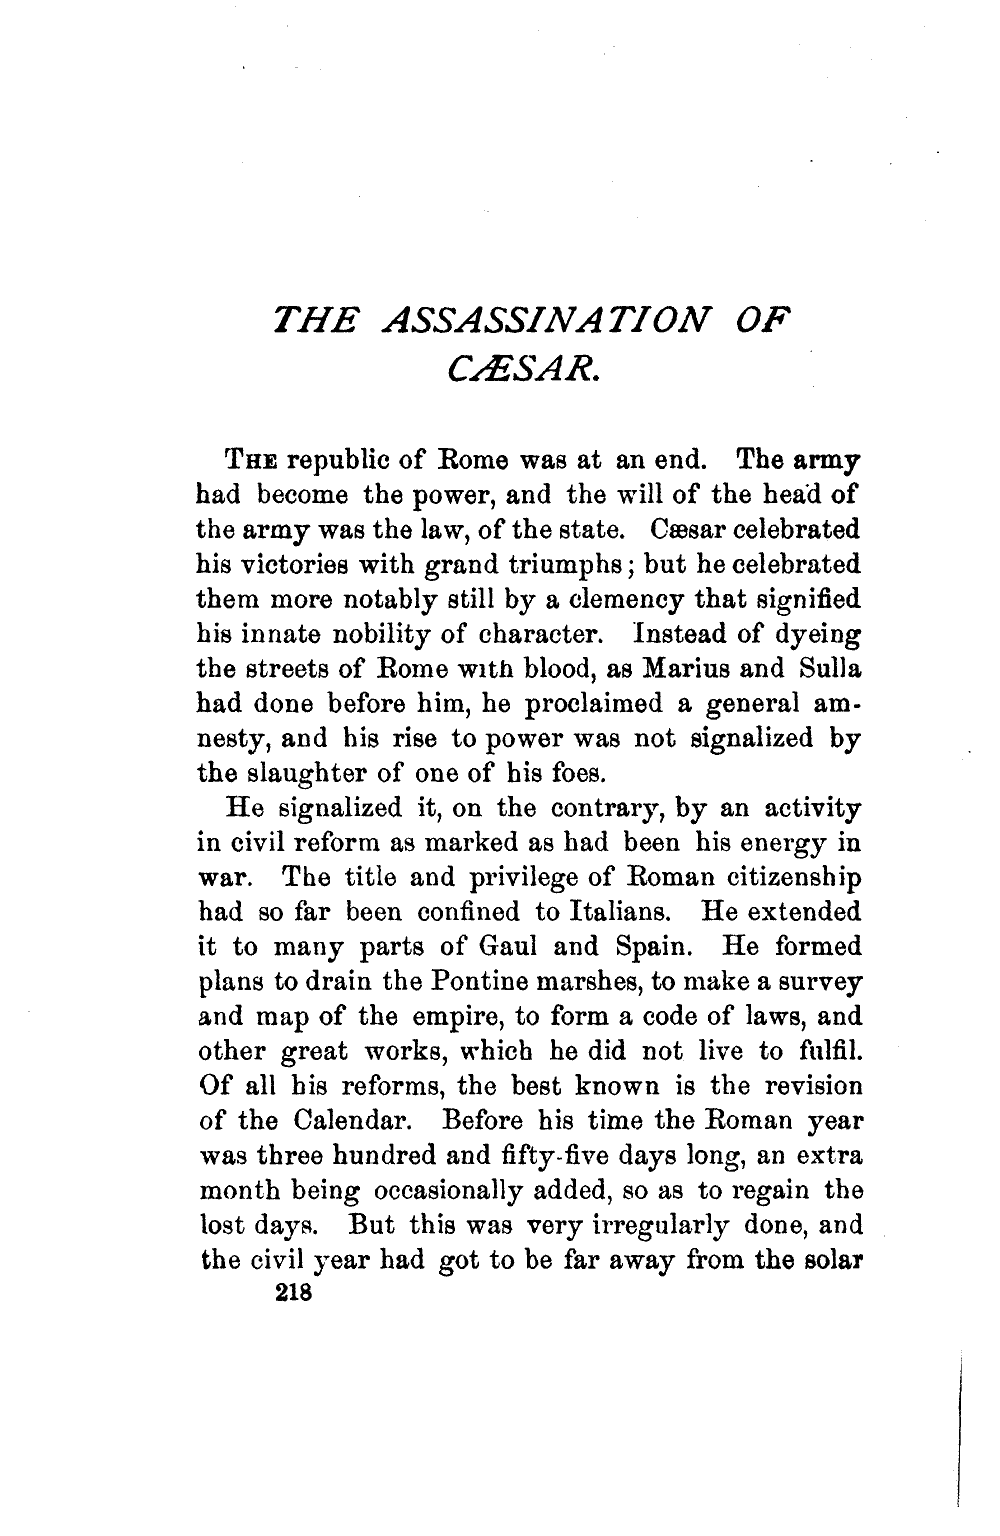 THE ASSASSINATION OF
CÆSAR.
THE republic of Rome was at an end. The army
had become the power, and the will of the head of
the army was the law, of the state. Cæsar celebrated
his victories with grand triumphs; but he celebrated
them more notably still by a clemency that signified
his innate nobility of character. Instead of dyeing
the streets of Rome with blood, as Marius and Sulla
had done before him, he proclaimed a general am-
nesty, and his rise to power was not signalized by
the slaughter of one of his foes.
He signalized it, on the contrary, by an activity
in civil reform as marked as had been his energy in
war. The title and privilege of Roman citizenship
had so far been confined to Italians. He extended
it to many parts of Gaul and Spain. He formed
plans to drain the Pontine marshes, to make a survey
and map of the empire, to form a code of laws, and
other great works, which he did not live to fulfil.
Of all his reforms, the best known is the revision
of the Calendar. Before his time the Roman year
was three hundred and fifty-five days long, an extra
month being occasionally added, so as to regain the
lost days. But this was very irregularly done, and
the civil year had got to be far away from the solar
218